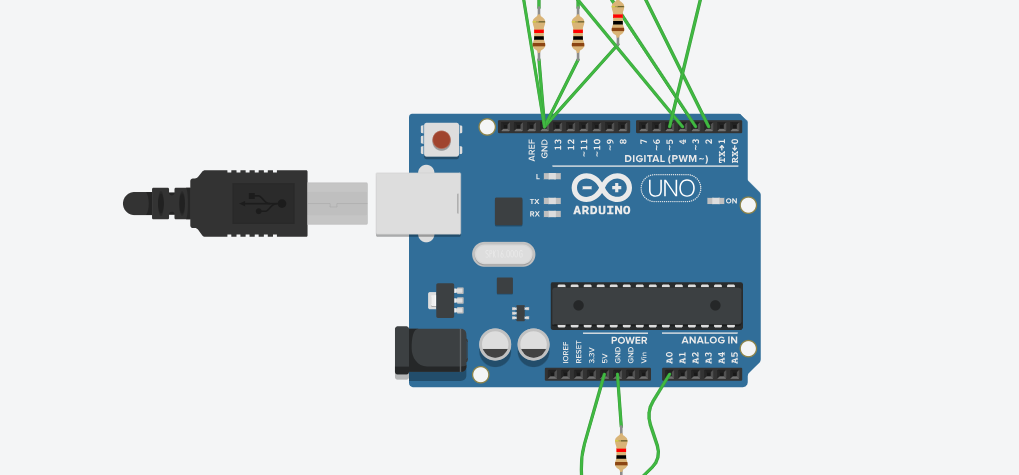 AREF
GND
13
12
~11
~10
~9
8
7
~6
~5
4
~3
2
TX→1
RX←0
DIGITAL (PWM~)
L
TX
RX
ARDUINO
UNO
ON
POWER
ANALOG IN
IOREF
RESET
3.3V
5V
GND
GND
Vin
A0
A1
A2
A3
A4
A5